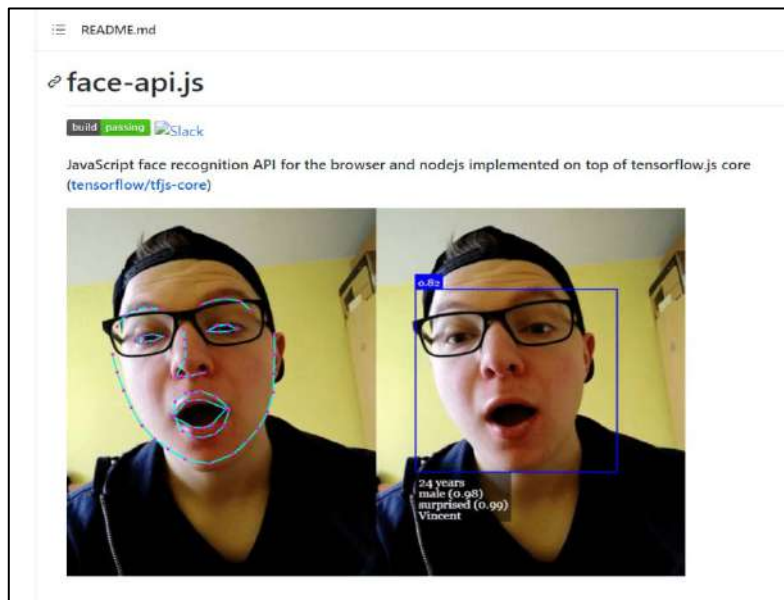 README.md
face-api.js
build passing Slack
JavaScript face recognition API for the browser and nodejs implemented on top of tensorflow.js core
(tensorflow/tfjs-core)
0.82
24 years
male (0.98)
surprised (0.99)
Vincent